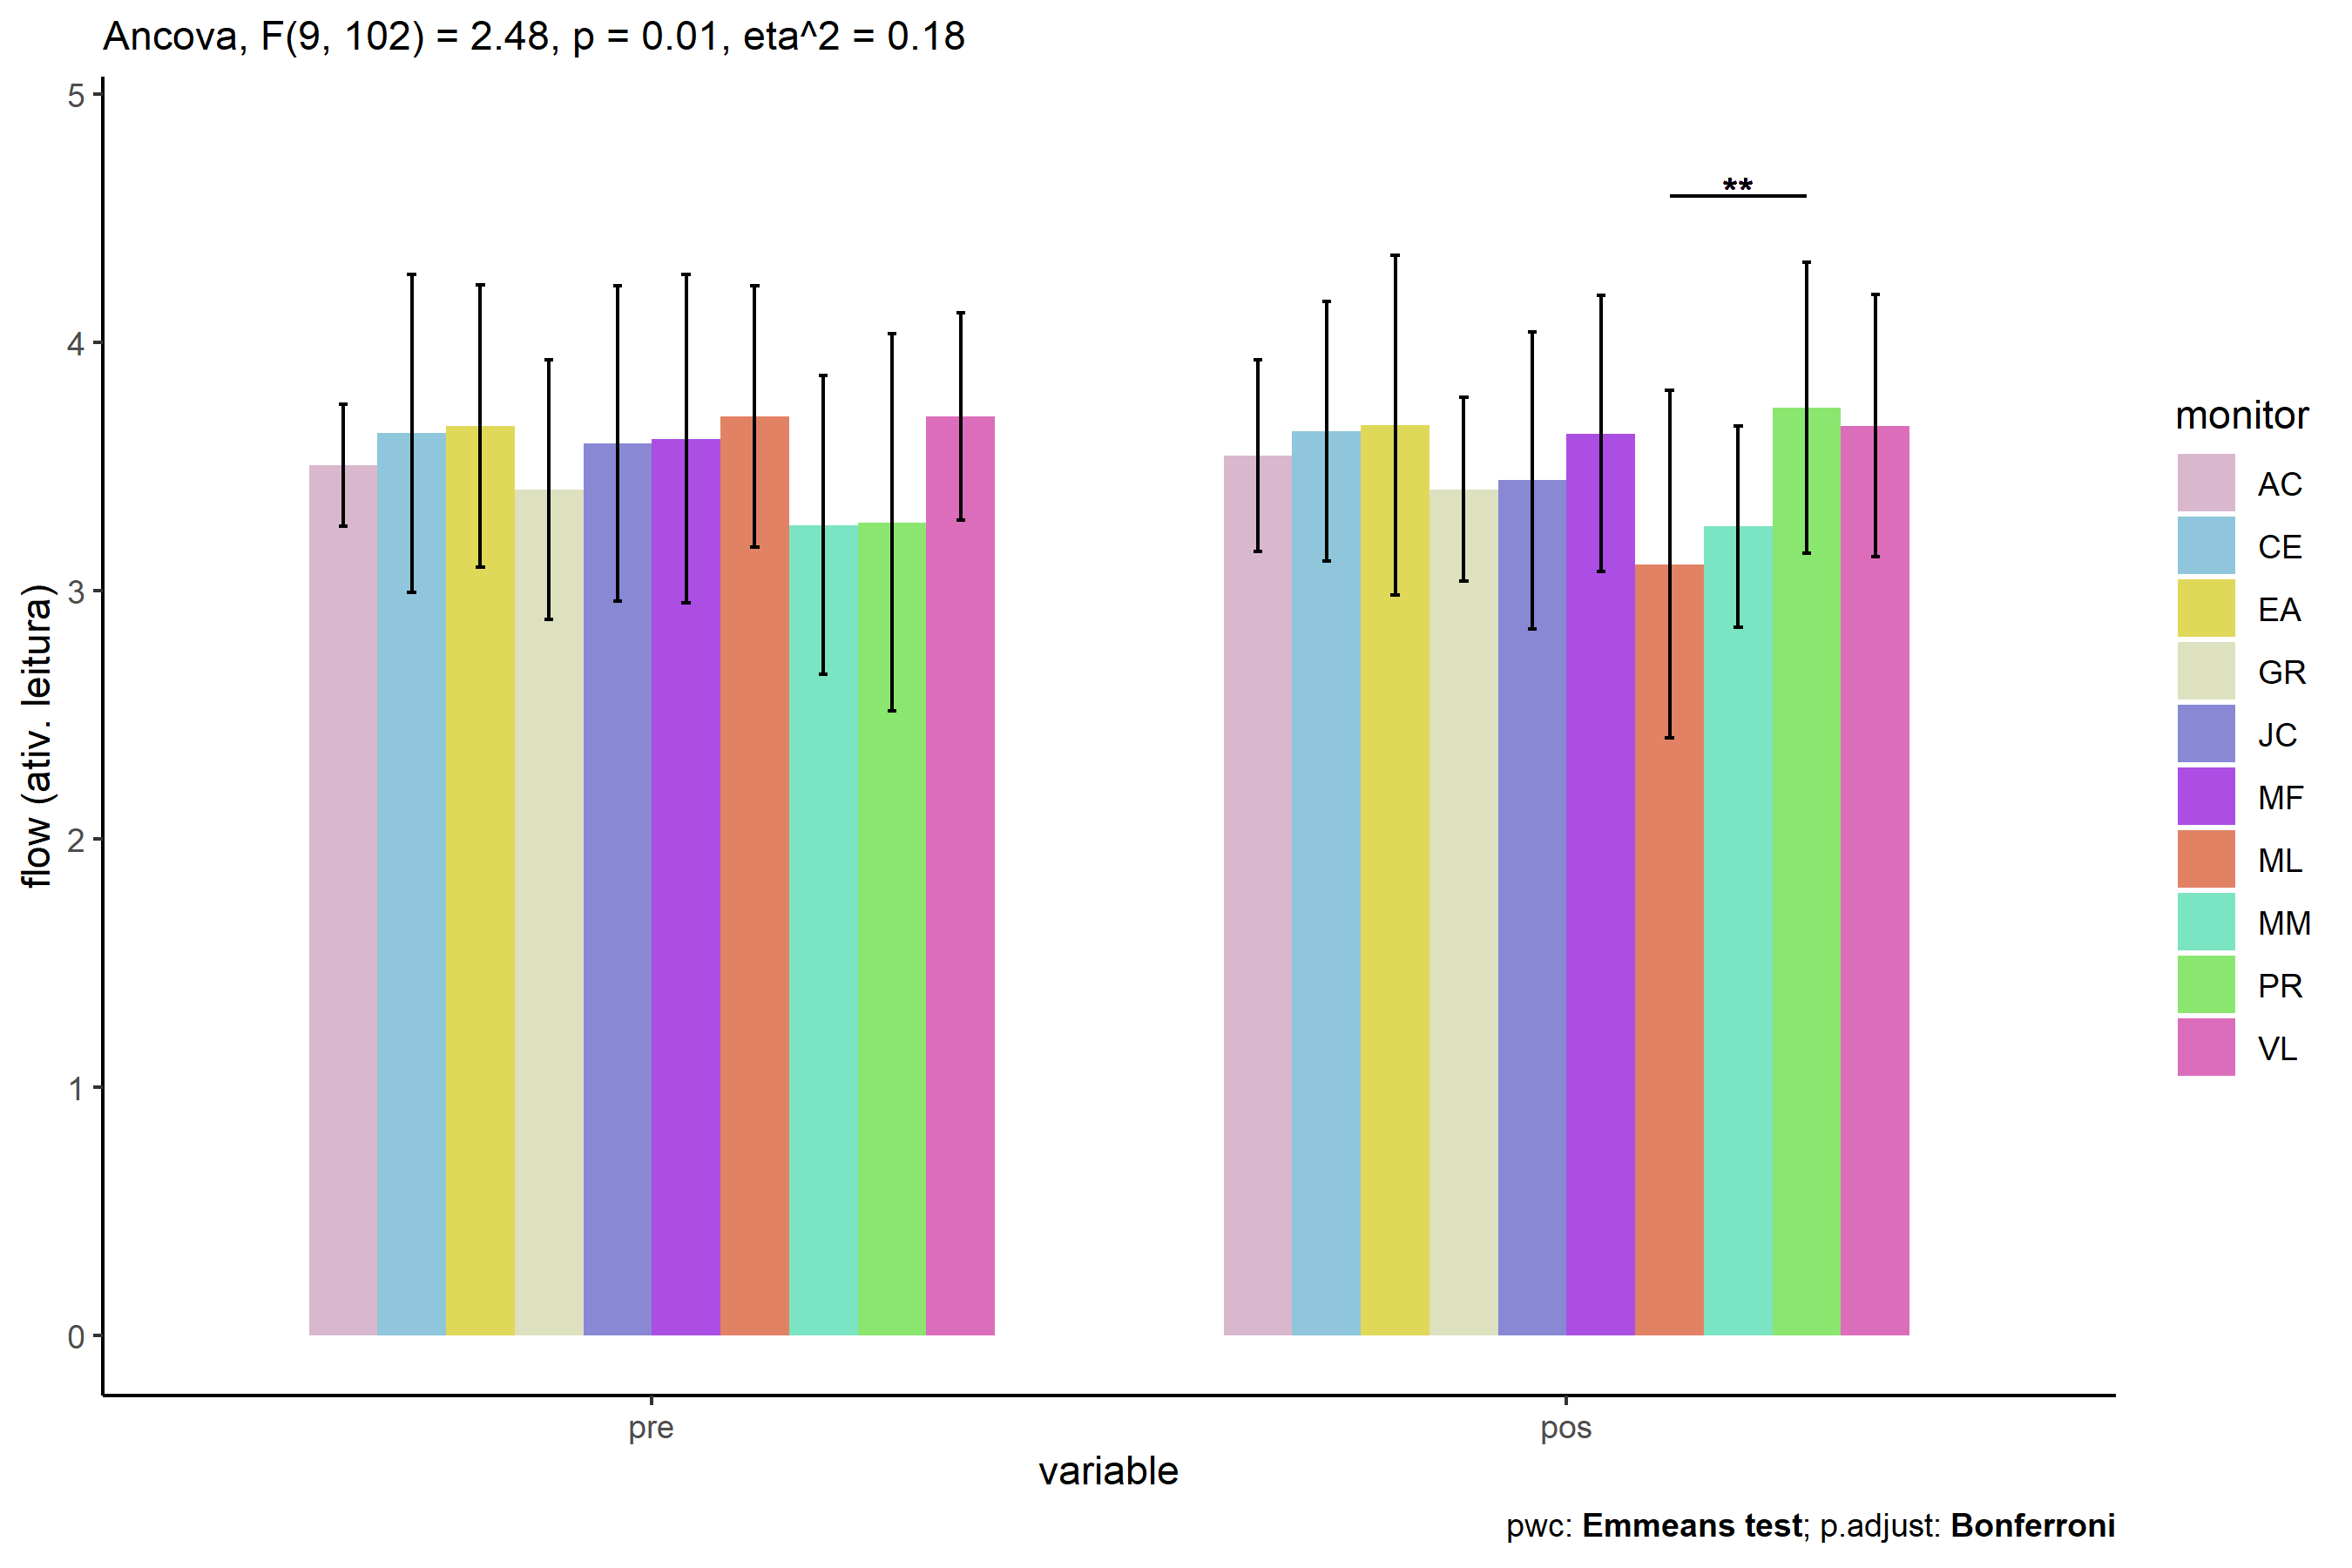 Ancova, F(9, 102) = 2.48, p = 0.01, eta^2 = 0.18
5
4
3
2
1
0
flow (ativ. leitura)
**
pre
pos
variable
monitor
AC
CE
EA
GR
JC
MF
ML
MM
PR
VL
pwc: Emmeans test; p.adjust: Bonferroni